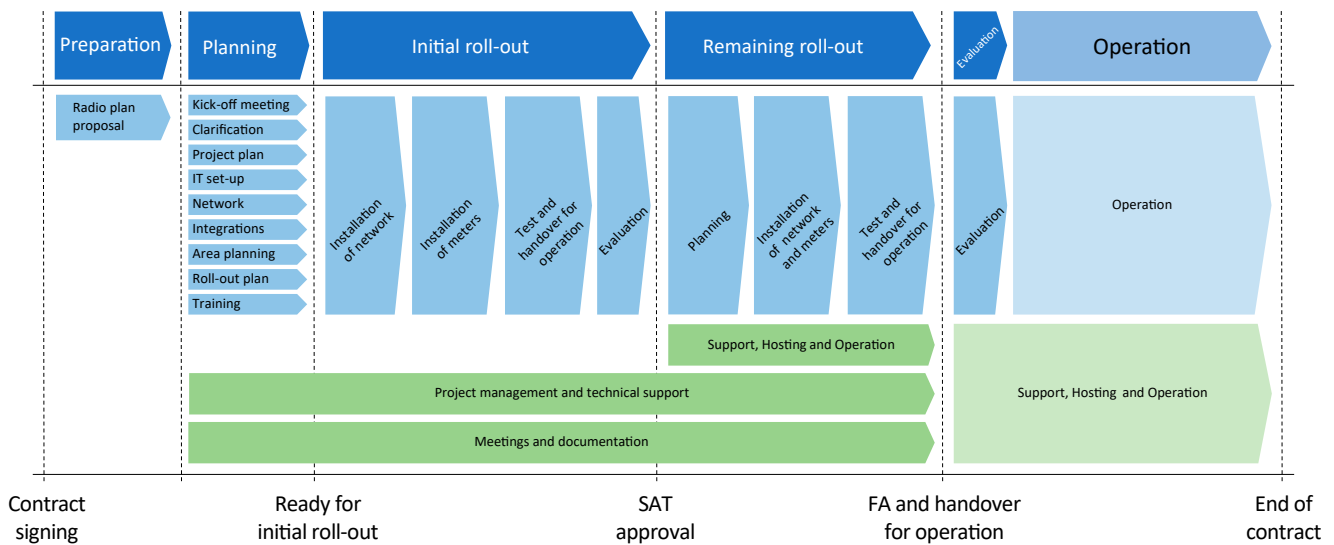 Preparation
Planning
Initial roll-out
Remaining roll-out
Evaluation
Operation
Radio plan
proposal
Kick-off meeting
Clarification
Project plan
IT set-up
Network
Integrations
Area planning
Roll-out plan
Training
Installation
of network
Installation
of meters
Test and
handover for
operation
Evaluation
Planning
Installation
of network
and meters
Test and
handover for
operation
Evaluation
Operation
Support, Hosting and Operation
Project management and technical support
Meetings and documentation
Support, Hosting and Operation
Contract
signing
Ready for
initial roll-out
SAT
approval
FA and handover
for operation
End of
contract